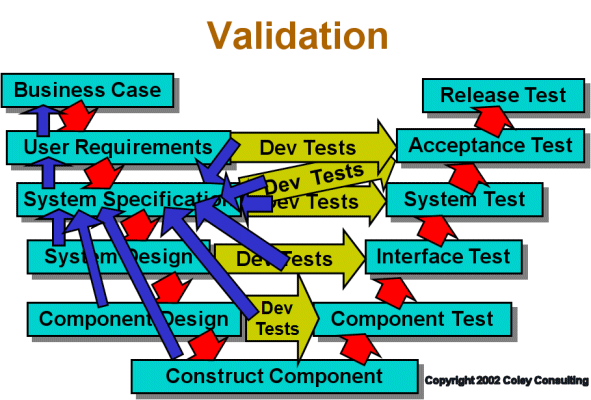 Validation
Business Case
Release Test
User Requirements
Dev Tests
Acceptance Test
Dev Tests
System Specification
Dev Tests
System Test
System Design
Dev Tests
Interface Test
Component Design
Dev
Tests
Component Test
Construct Component
Copyright 2002 Coley Consulting